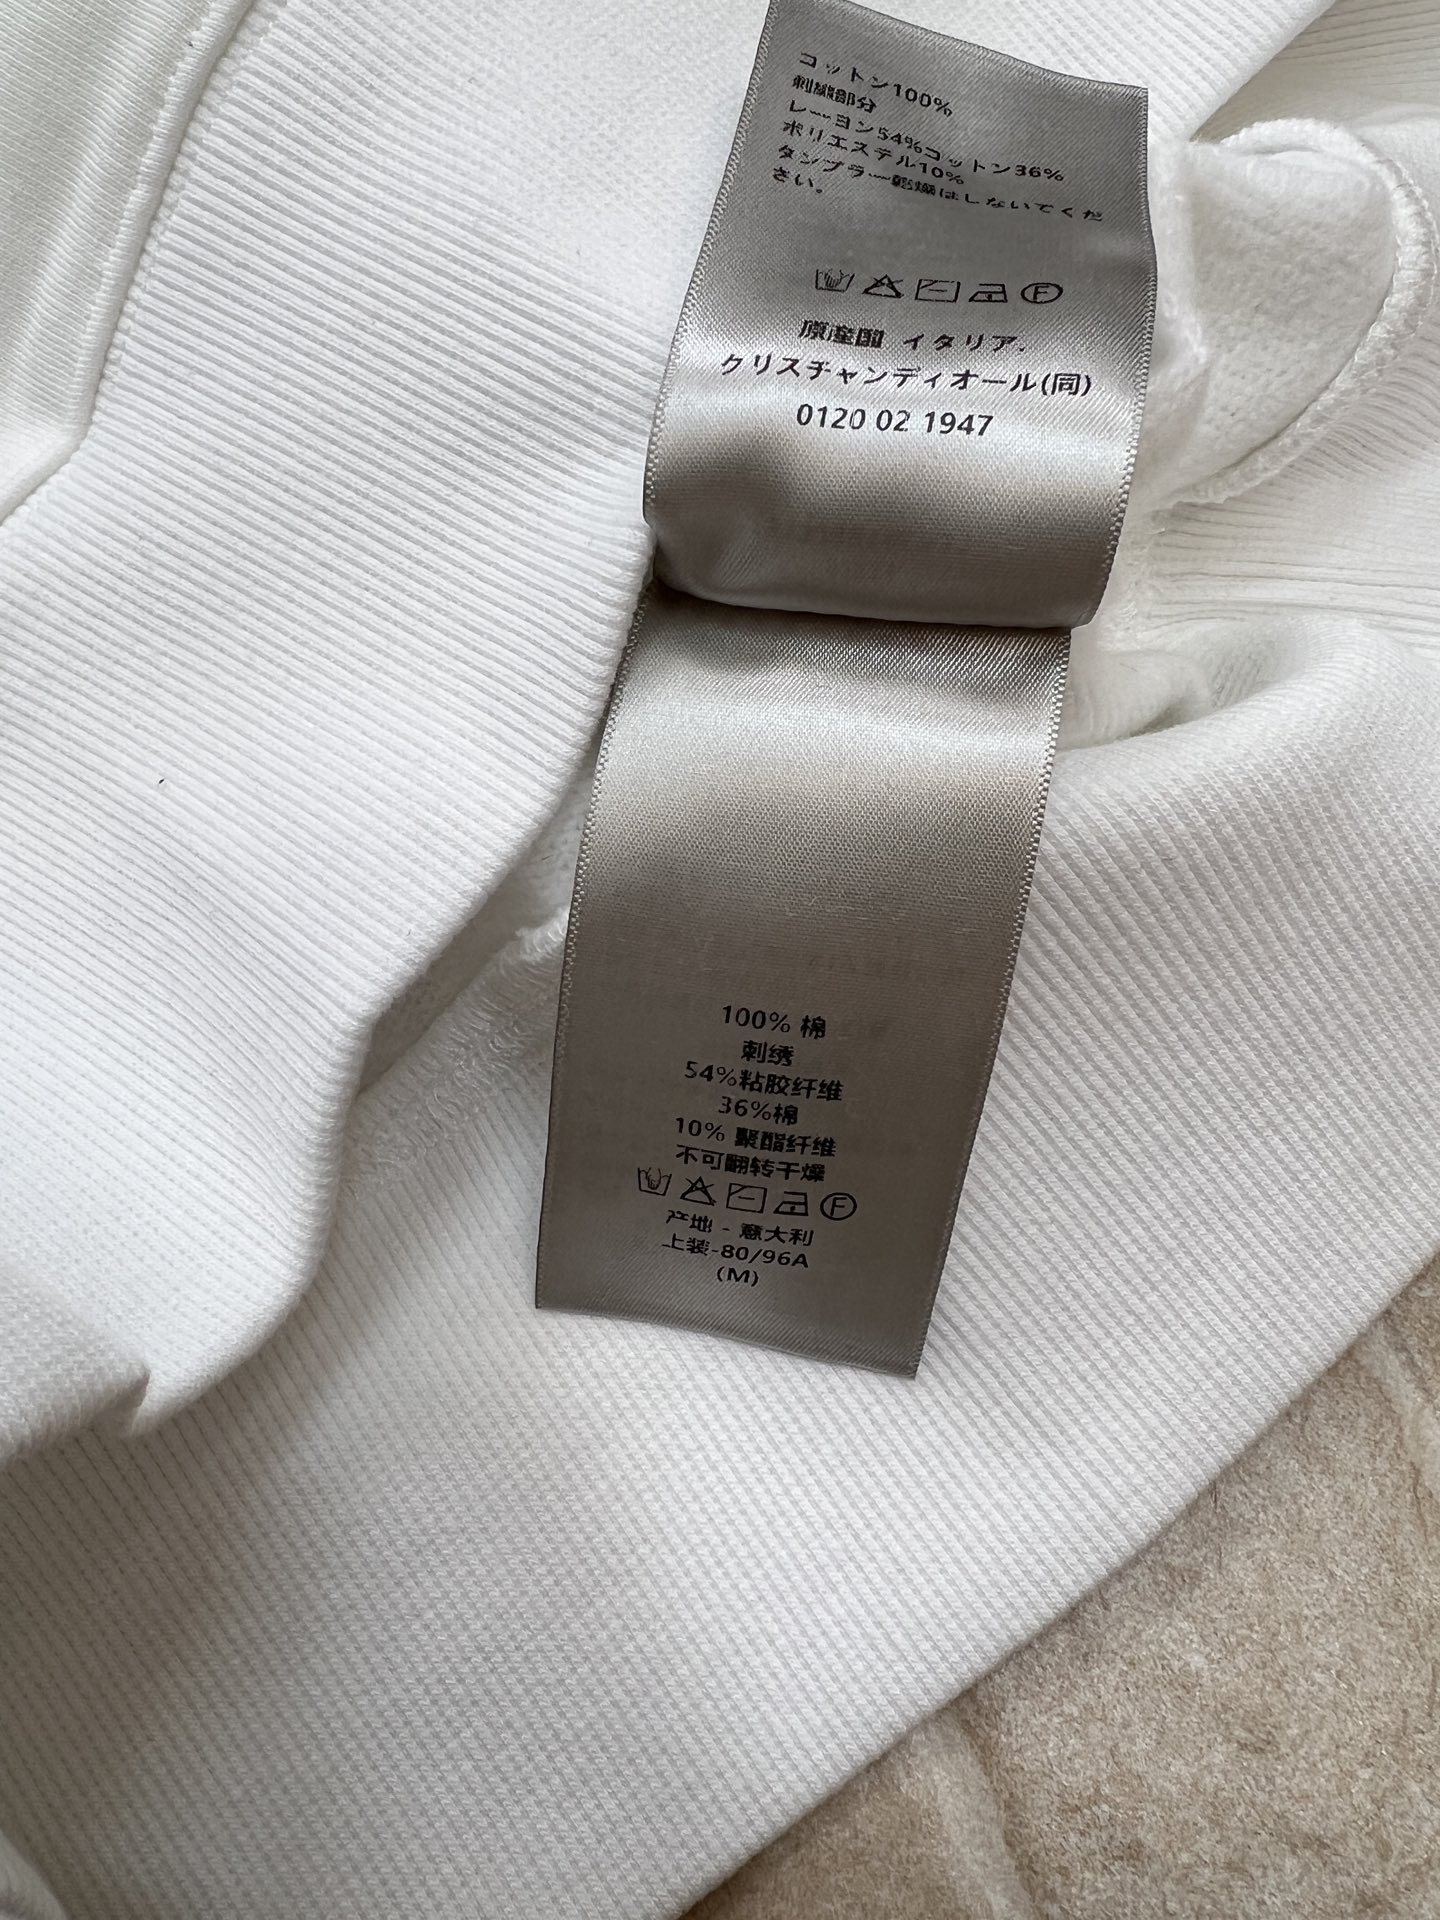 コットン100%
刺繍部分
レーヨン54%コットン36%
ポリエステル10%
タンブラー乾燥はしないでくだ
さい。
F
原産国 イタリア.
クリスチャンディオール(同)
0120 02 1947
100% 棉
刺绣
54%粘胶纤维
36%棉
10% 聚酯纤维
不可翻转干燥
F
产地 - 意大利
上装-80/96A
(M)